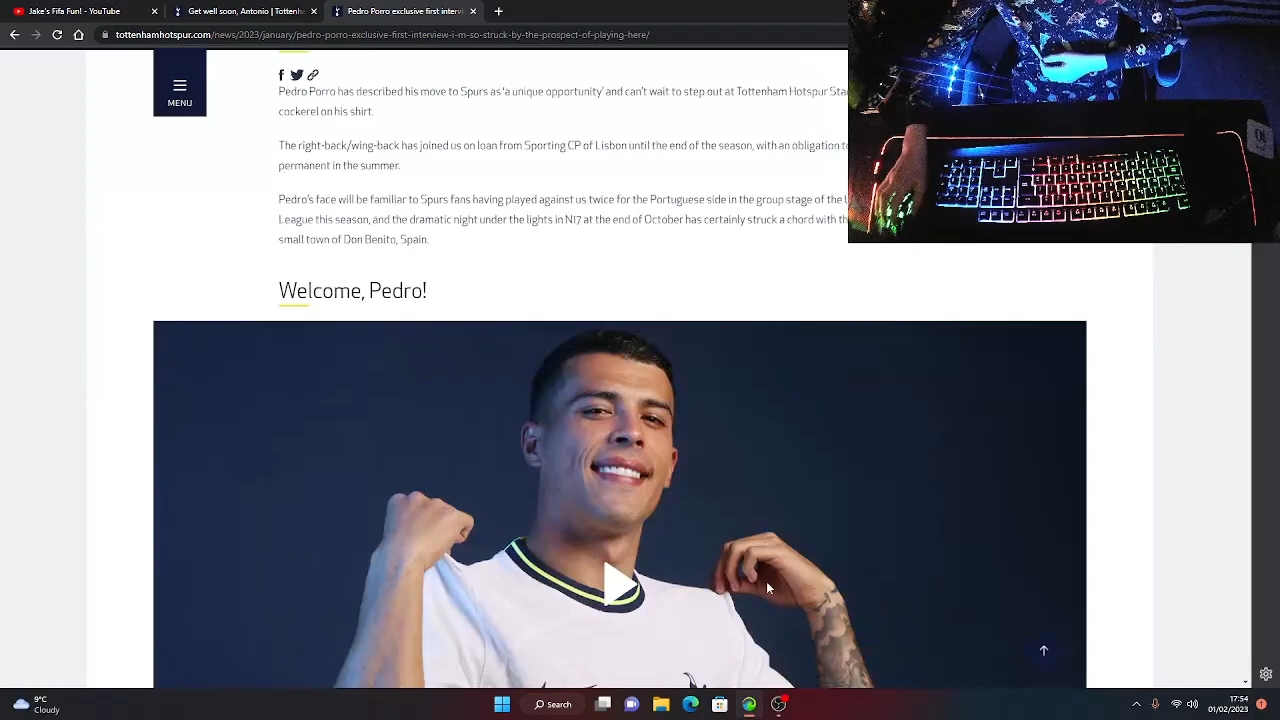 Jake's Fifa Fun! - YouTube
Get well soon, Antonio | Tottenh
Pedro Porro exclusive first interv
tottenhamhotspur.com/news/2023/january/pedro-porro-exclusive-first-interview-i-m-so-struck-by-the-prospect-of-playing-here/
MENU
Pedro Porro has described his move to Spurs as 'a unique opportunity' and can't wait to step out at Tottenham Hotspur Sta
cockerel on his shirt.
The right-back/wing-back has joined us on loan from Sporting CP of Lisbon until the end of the season, with an obligation to
permanent in the summer.
Pedro's face will be familiar to Spurs fans having played against us twice for the Portuguese side in the group stage of the
League this season, and the dramatic night under the lights in N17 at the end of October has certainly struck a chord with th
small town of Don Benito, Spain.
Welcome, Pedro!
9°C
Cloudy
Search
17:54
01/02/2023